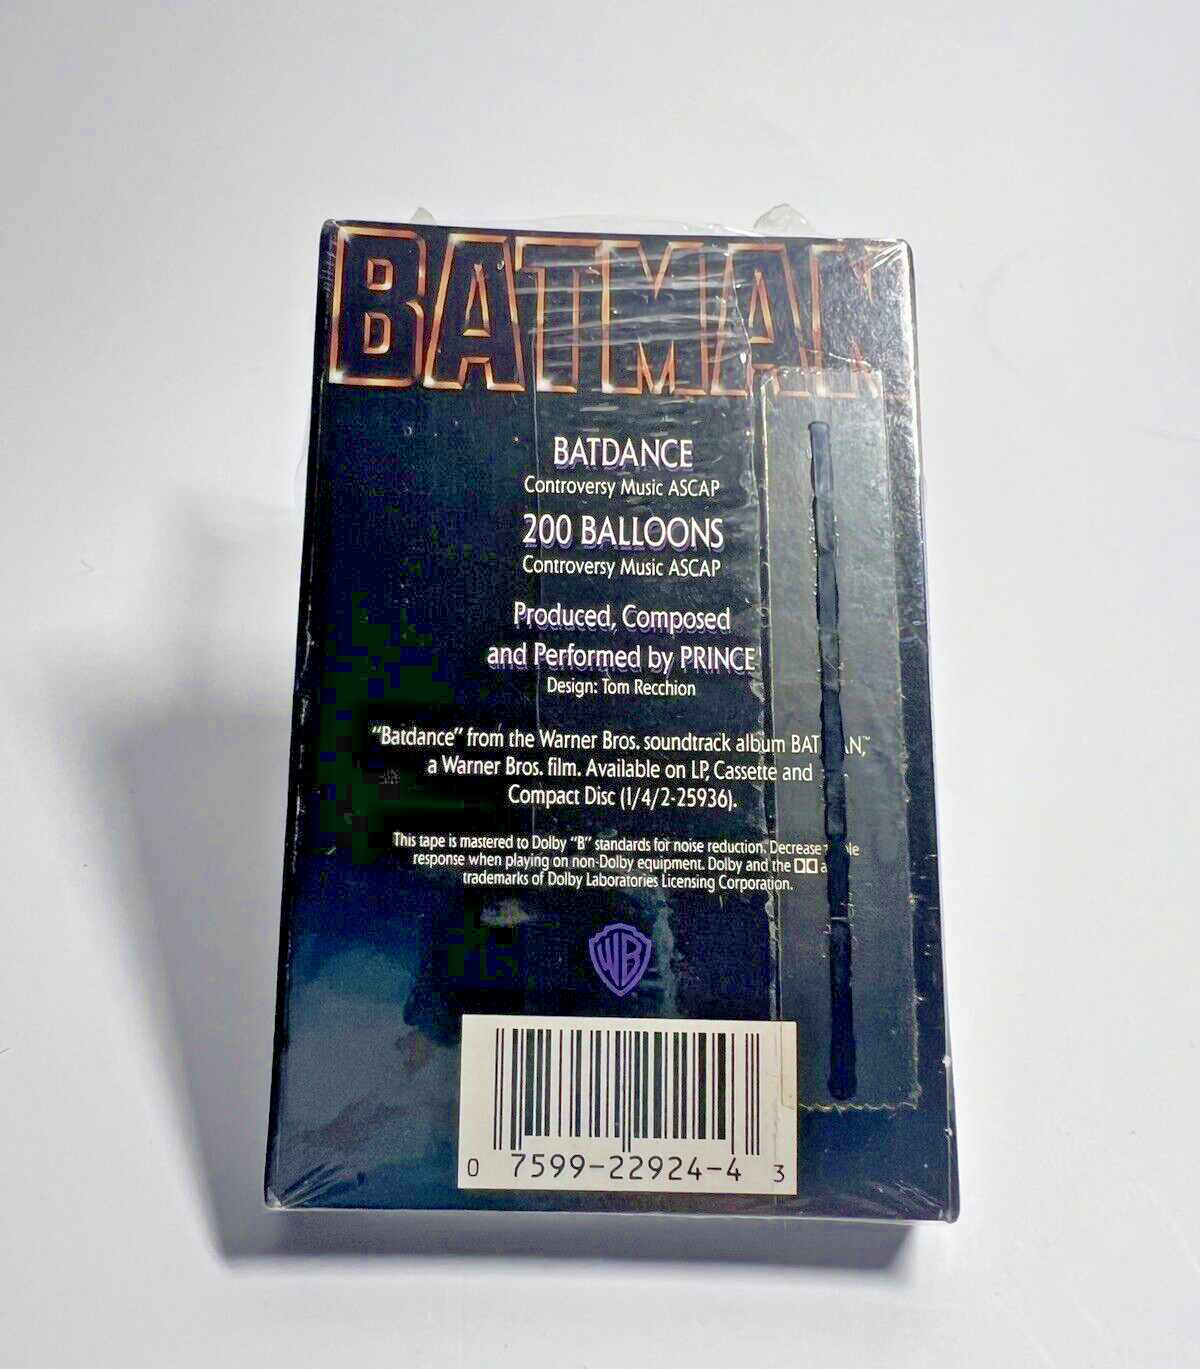 BATMAN
BATDANCE
Controversy Music ASCAP
200 BALLOONS
Controversy Music ASCAP
Produced, Composed
and Performed by PRINCE
Design: Tom Recchion
“Batdance” from the Warner Bros. soundtrack album BAT AN,™
a Warner Bros. film. Available on LP, Cassette and
Compact Disc (1/4/2-25936).
This tape is mastered to Dolby “B” standards for noise reduction. Decrease
response when playing on non-Dolby equipment. Dolby and the
trademarks of Dolby Laboratories Licensing Corporation.
WB
0 7599-22924-4 3